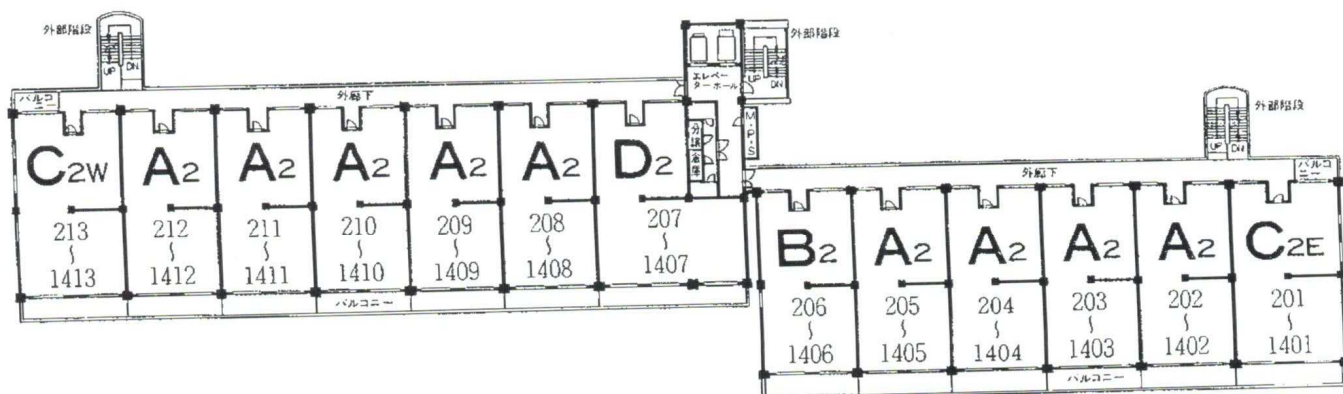 外部階段
UP DN
エレベー
ターホール
UP
DN
外部階段
バルコ
ニー
外廊下
C2W
A2
A2
A2
A2
A2
D2
分譲倉庫
M・P・S
213
〜
1413
212
〜
1412
211
〜
1411
210
〜
1410
209
〜
1409
208
〜
1408
207
〜
1407
バルコニー
外部階段
UP DN
外廊下
バルコ
ニー
B2
A2
A2
A2
A2
C2E
206
〜
1406
205
〜
1405
204
〜
1404
203
〜
1403
202
〜
1402
201
〜
1401
バルコニー